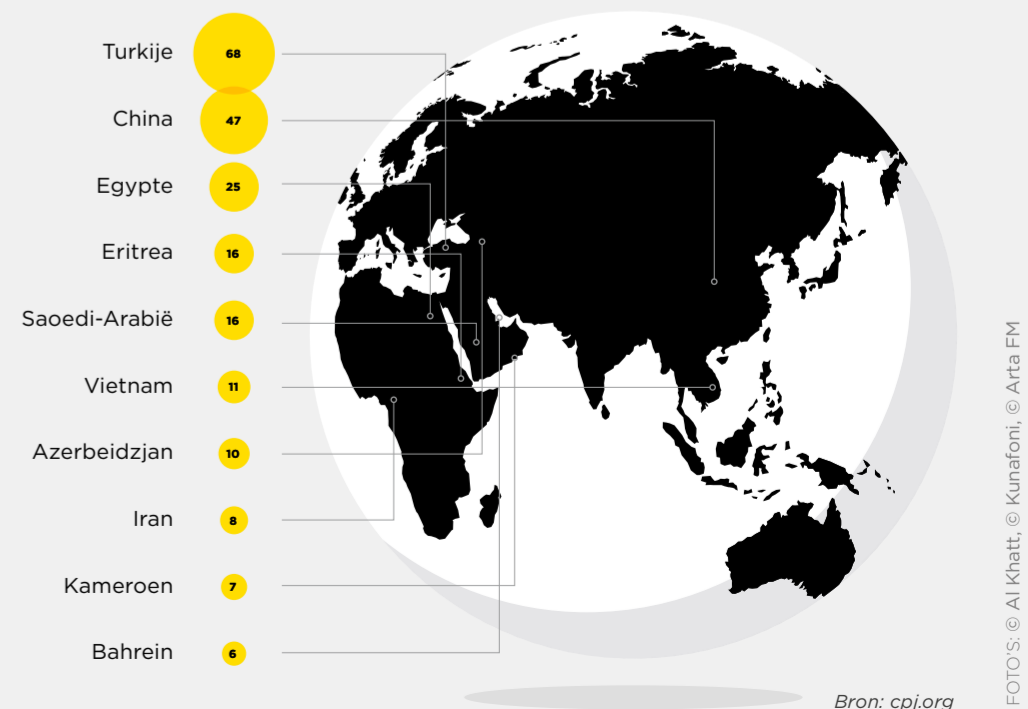 Turkije 68
China 47
Egypte 25
Eritrea 16
Saoedi-Arabië 16
Vietnam 11
Azerbeidzjan 10
Iran 8
Kameroen 7
Bahrein 6
Bron: cpj.org
FOTO'S: © Al Khatt, © Kunafoni, © Arta FM